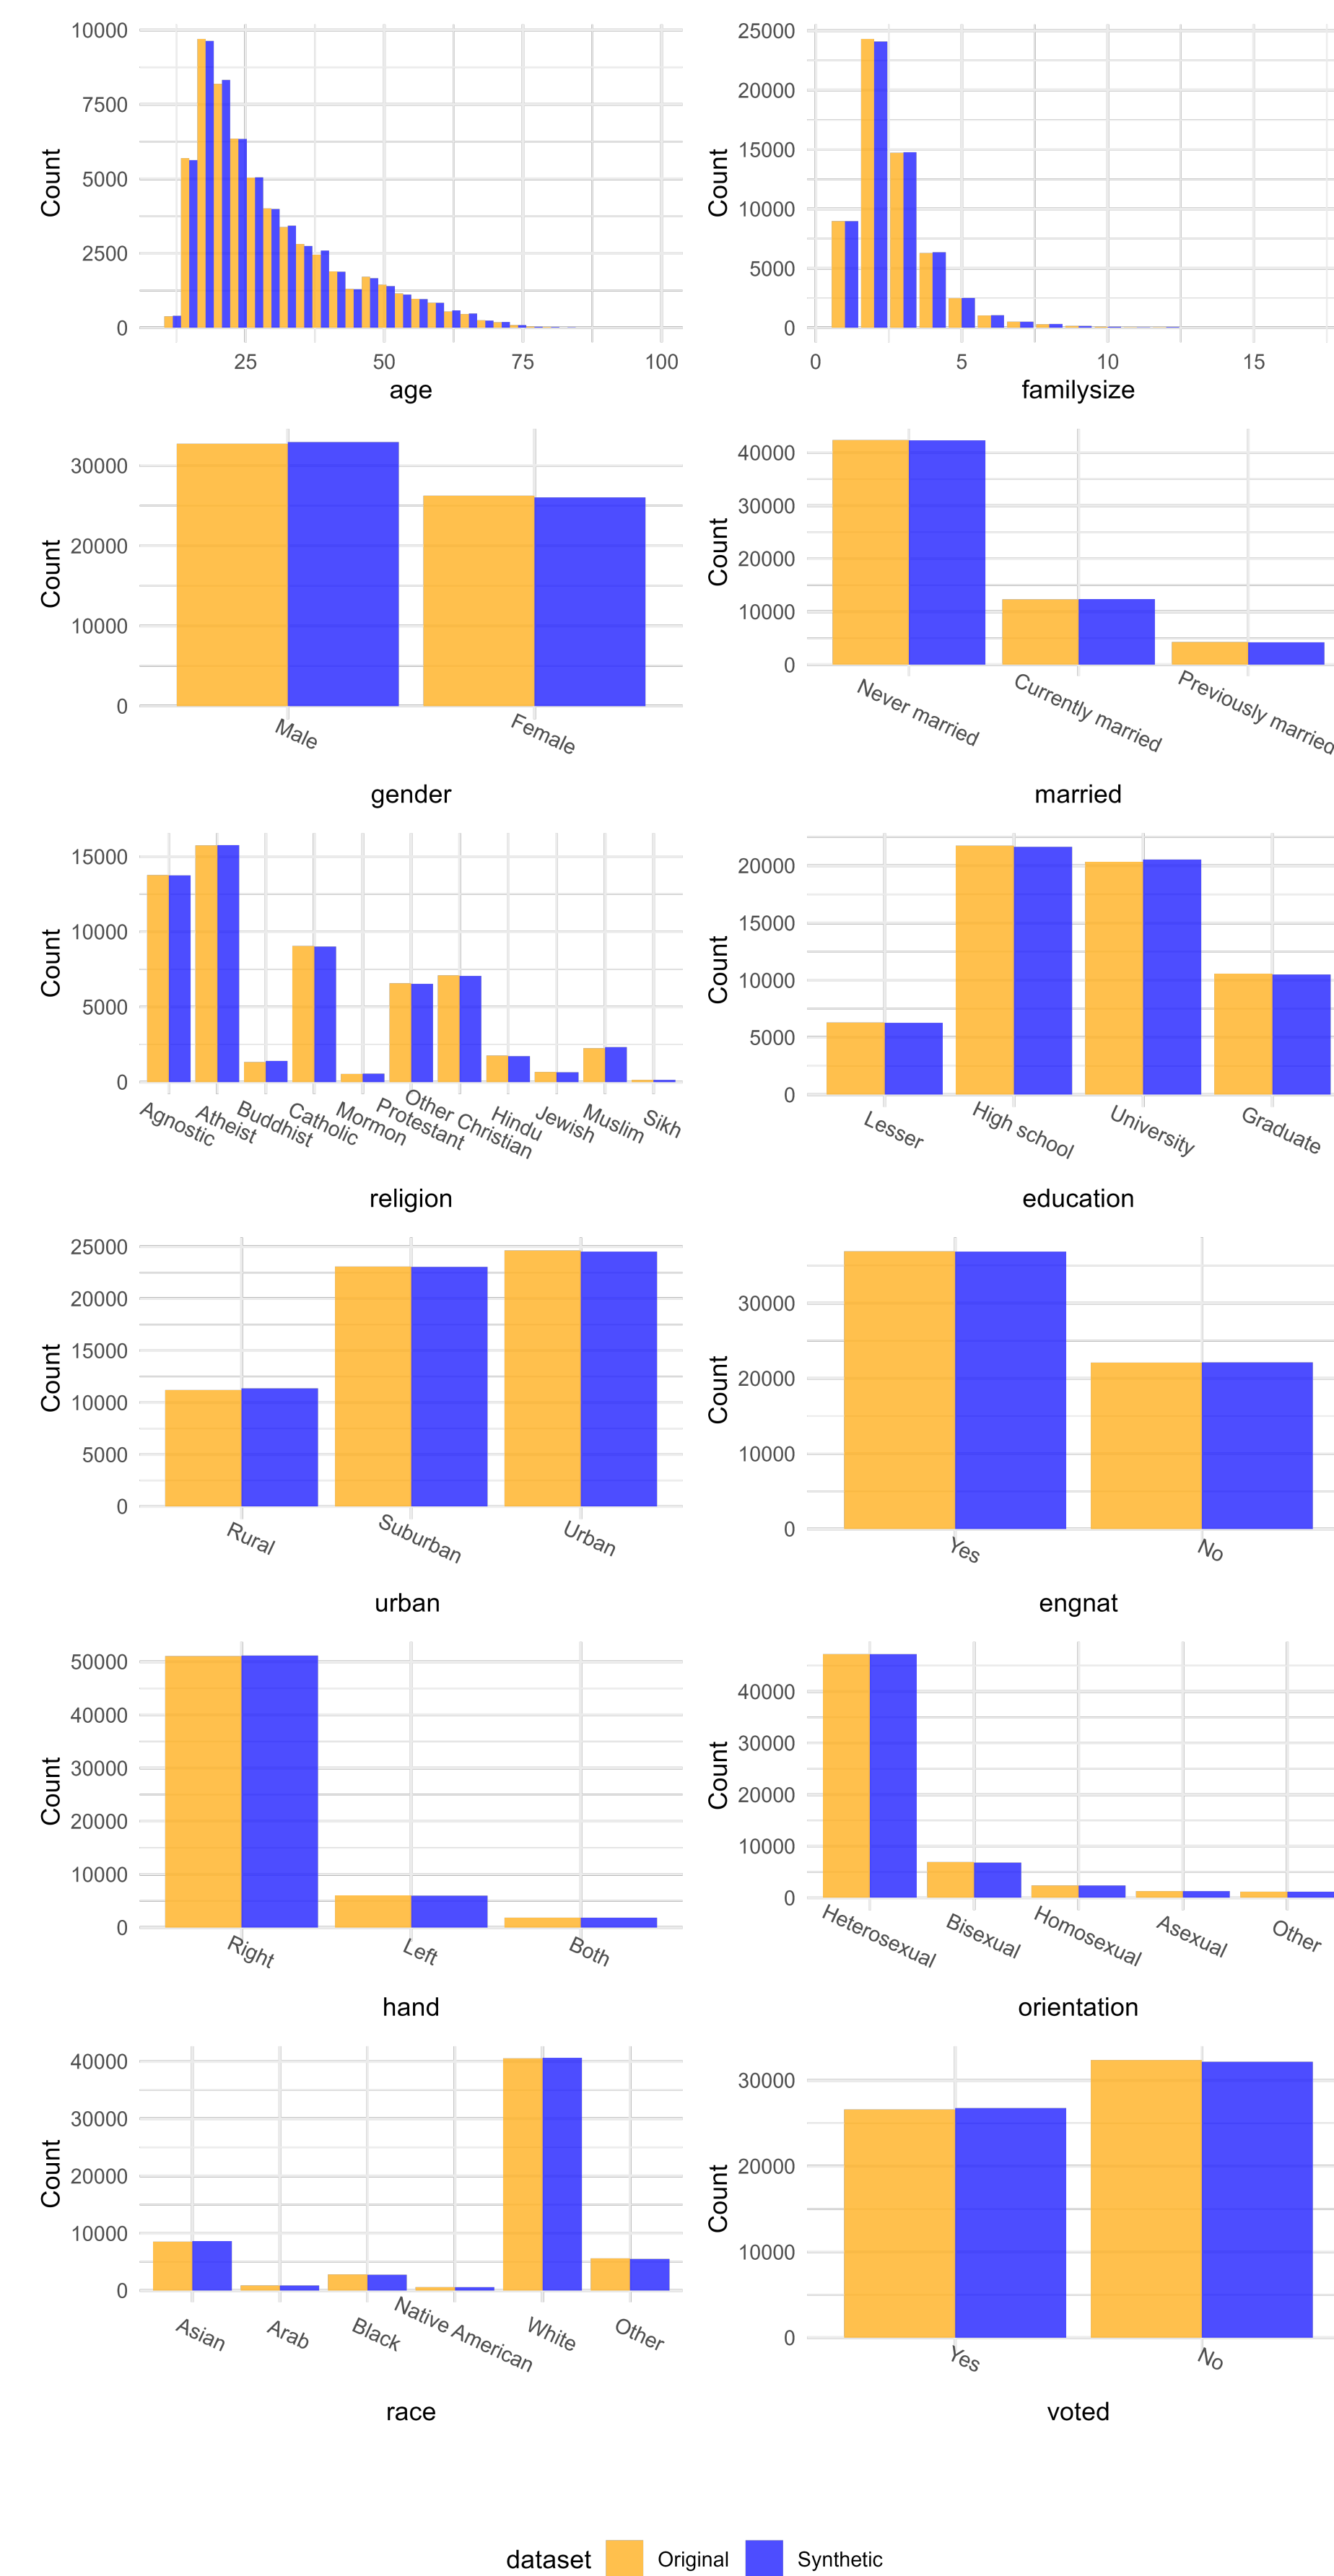 10000
7500
5000
2500
0
Count
25
50
75
100
age
25000
20000
15000
10000
5000
0
Count
0
5
10
15
familysize
30000
20000
10000
0
Count
Male
Female
gender
40000
30000
20000
10000
0
Count
Never married
Currently married
Previously married
married
15000
10000
5000
0
Count
Agnostic
Atheist
Buddhist
Catholic
Mormon
Protestant
Other Christian
Hindu
Jewish
Muslim
Sikh
religion
20000
15000
10000
5000
0
Count
Lesser
High school
University
Graduate
education
25000
20000
15000
10000
5000
0
Count
Rural
Suburban
Urban
urban
30000
20000
10000
0
Count
Yes
No
engnat
50000
40000
30000
20000
10000
0
Count
Right
Left
Both
hand
40000
30000
20000
10000
0
Count
Heterosexual
Bisexual
Homosexual
Asexual
Other
orientation
40000
30000
20000
10000
0
Count
Asian
Arab
Black
Native American
White
Other
race
30000
20000
10000
0
Count
Yes
No
voted
dataset Original Synthetic